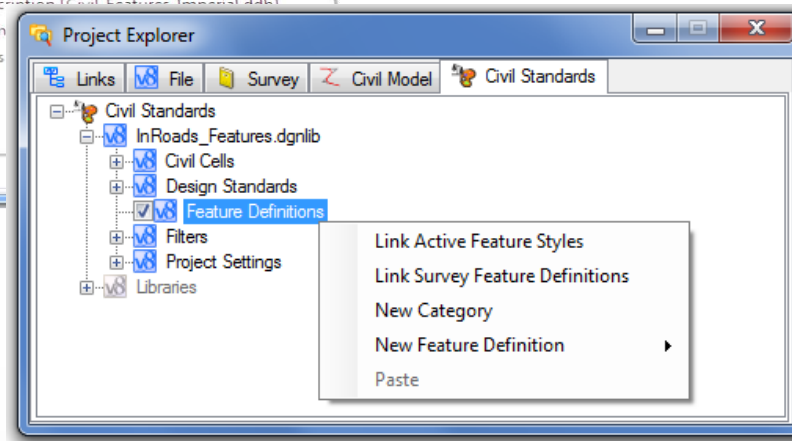 Project Explorer
Links File Survey Civil Model Civil Standards
Civil Standards
InRoads_Features.dgnlib
Civil Cells
Design Standards
Feature Definitions
Filters
Project Settings
Libraries
Link Active Feature Styles
Link Survey Feature Definitions
New Category
New Feature Definition
Paste